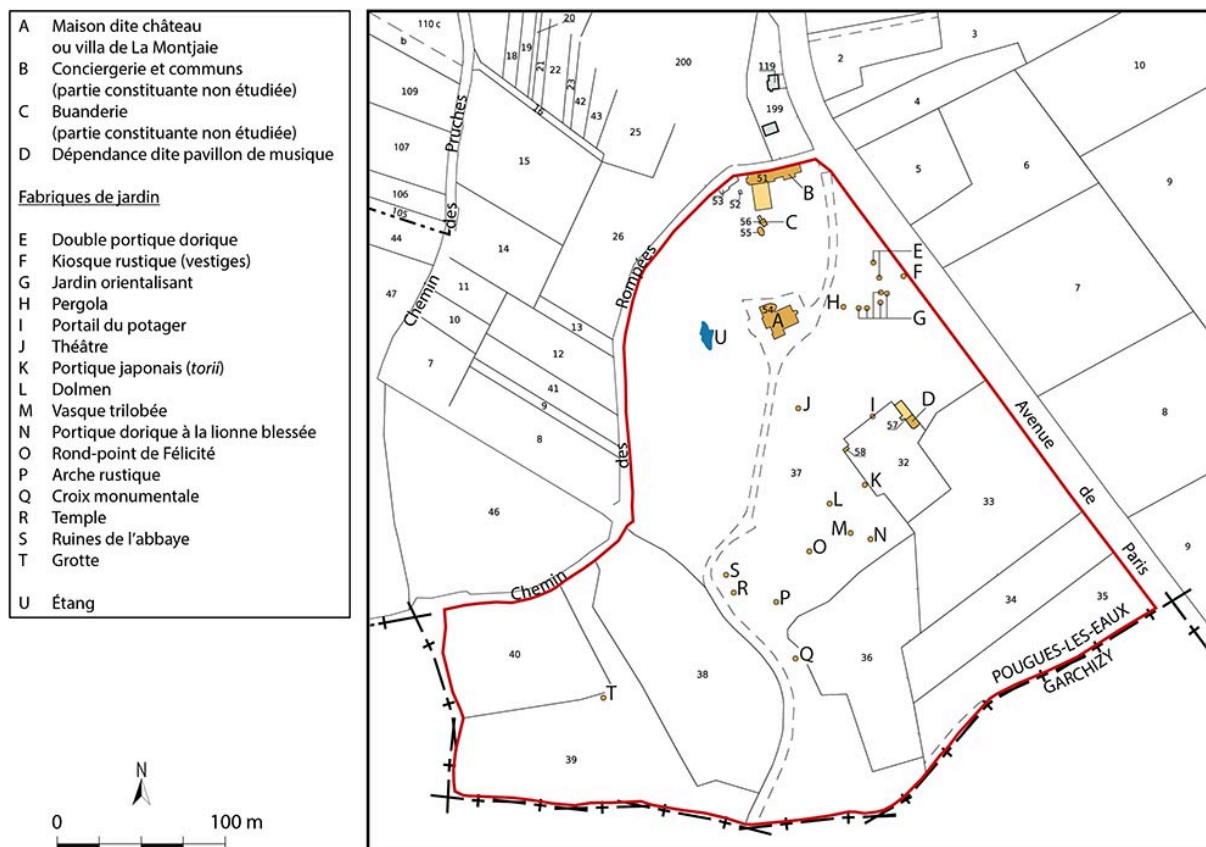 A Maison dite château
ou villa de La Montjaie
B Conciergerie et communs
(partie constituante non étudiée)
C Buanderie
(partie constituante non étudiée)
D Dépendance dite pavillon de musique
Fabriques de jardin
E Double portique dorique
F Kiosque rustique (vestiges)
G Jardin orientalisant
H Pergola
I Portail du potager
J Théâtre
K Portique japonais (torii)
L Dolmen
M Vasque trilobée
N Portique dorique à la lionne blessée
O Rond-point de Félicité
P Arche rustique
Q Croix monumentale
R Temple
S Ruines de l'abbaye
T Grotte
U Étang
N
0 100 m
110 c
b
109
107
106
105
44
47
Chemin des Pruches
20
19
18
21
22
23
42
43
16
25
15
14
26
11
10
7
13
12
41
9
8
46
200
119
199
2
3
4
5
6
10
9
7
8
9
Chemin des Rompées
Avenue de Paris
51
53
52
B
56
55
C
E
F
54
A
H
G
U
J
I
D
57
58
32
37
K
33
L
M
N
O
S
R
P
34
35
Q
36
40
38
T
39
POUGUES-LES-EAUX
GARCHIZY